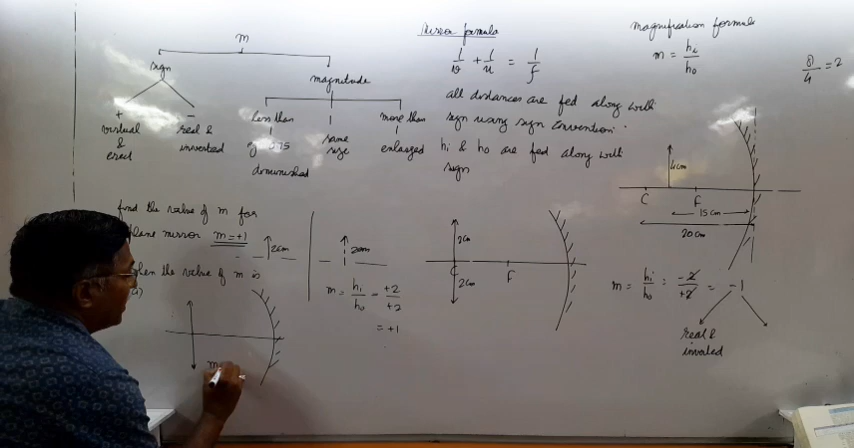 m
sign
magnitude
+
virtual
&
erect
-
real &
inverted
less than
1
diminished
1
same
size
more than
1
enlarged
Mirror formula
1/v + 1/u = 1/f
all distances are fed along with
sign using sign convention.
hi & ho are fed along with
sign
magnification formula
m = hi/ho
8/4 = 2
4cm
C
F
15 cm
20 cm
find the value of m for
plane mirror m=+1
2cm
2cm
m = hi/ho = +2/+2
= +1
when the value of m is
m
2cm
C
F
2cm
m = hi/ho = -2/+2 = -1
real &
inverted